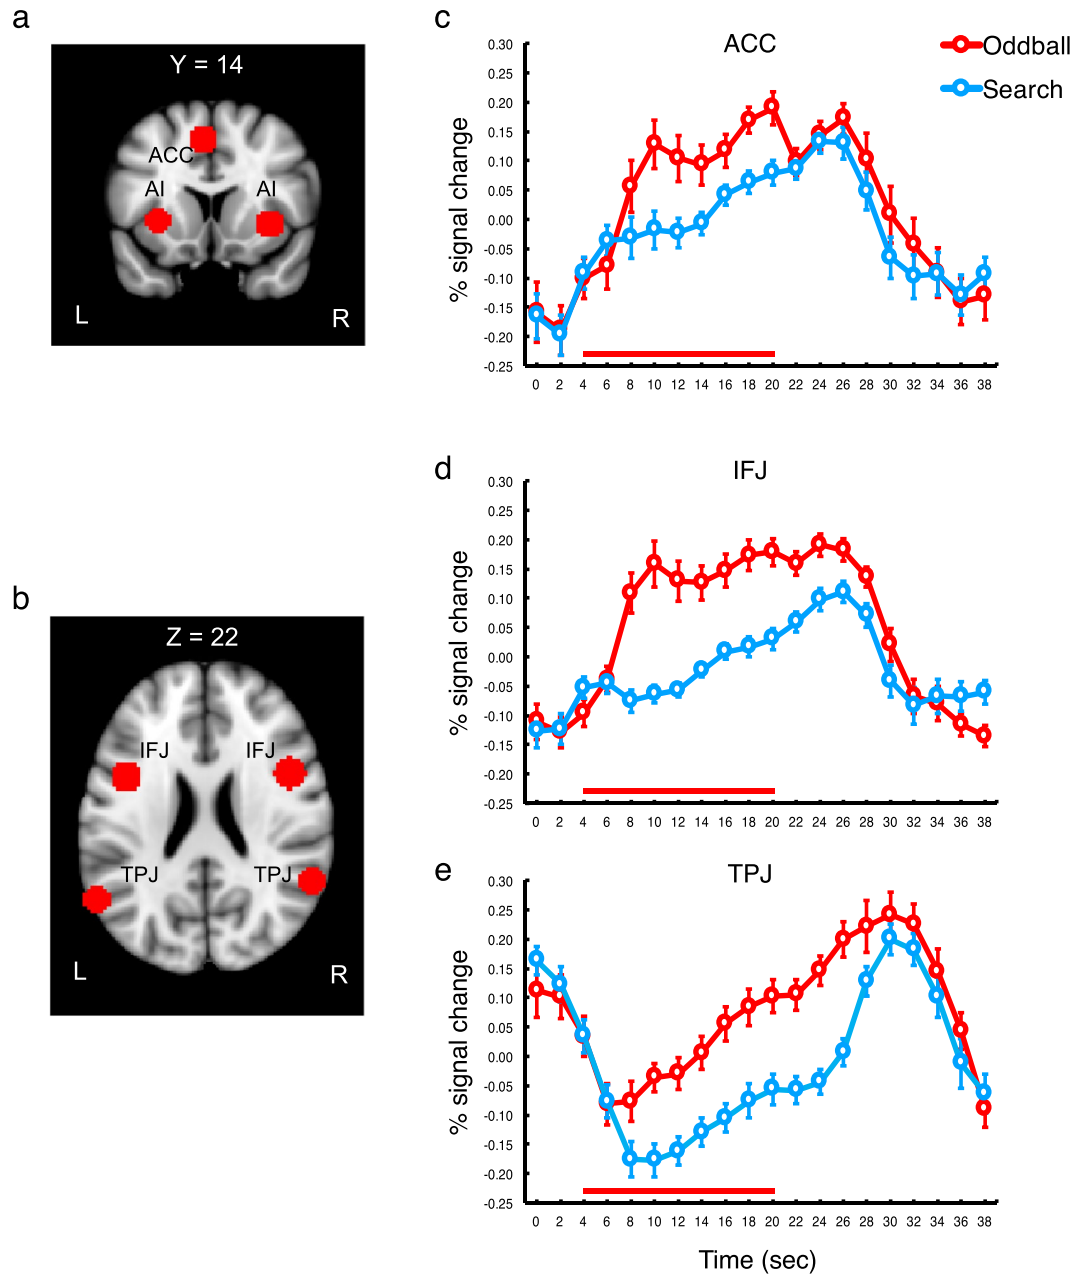 a
Y = 14
ACC
AI AI
L R
b
Z = 22
IFJ IFJ
TPJ TPJ
L R
c
ACC
Oddball
Search
% signal change
0.30
0.25
0.20
0.15
0.10
0.05
0.00
-0.05
-0.10
-0.15
-0.20
-0.25
0 2 4 6 8 10 12 14 16 18 20 22 24 26 28 30 32 34 36 38
d
IFJ
% signal change
0.30
0.25
0.20
0.15
0.10
0.05
0.00
-0.05
-0.10
-0.15
-0.20
-0.25
0 2 4 6 8 10 12 14 16 18 20 22 24 26 28 30 32 34 36 38
e
TPJ
% signal change
0.30
0.25
0.20
0.15
0.10
0.05
0.00
-0.05
-0.10
-0.15
-0.20
-0.25
0 2 4 6 8 10 12 14 16 18 20 22 24 26 28 30 32 34 36 38
Time (sec)